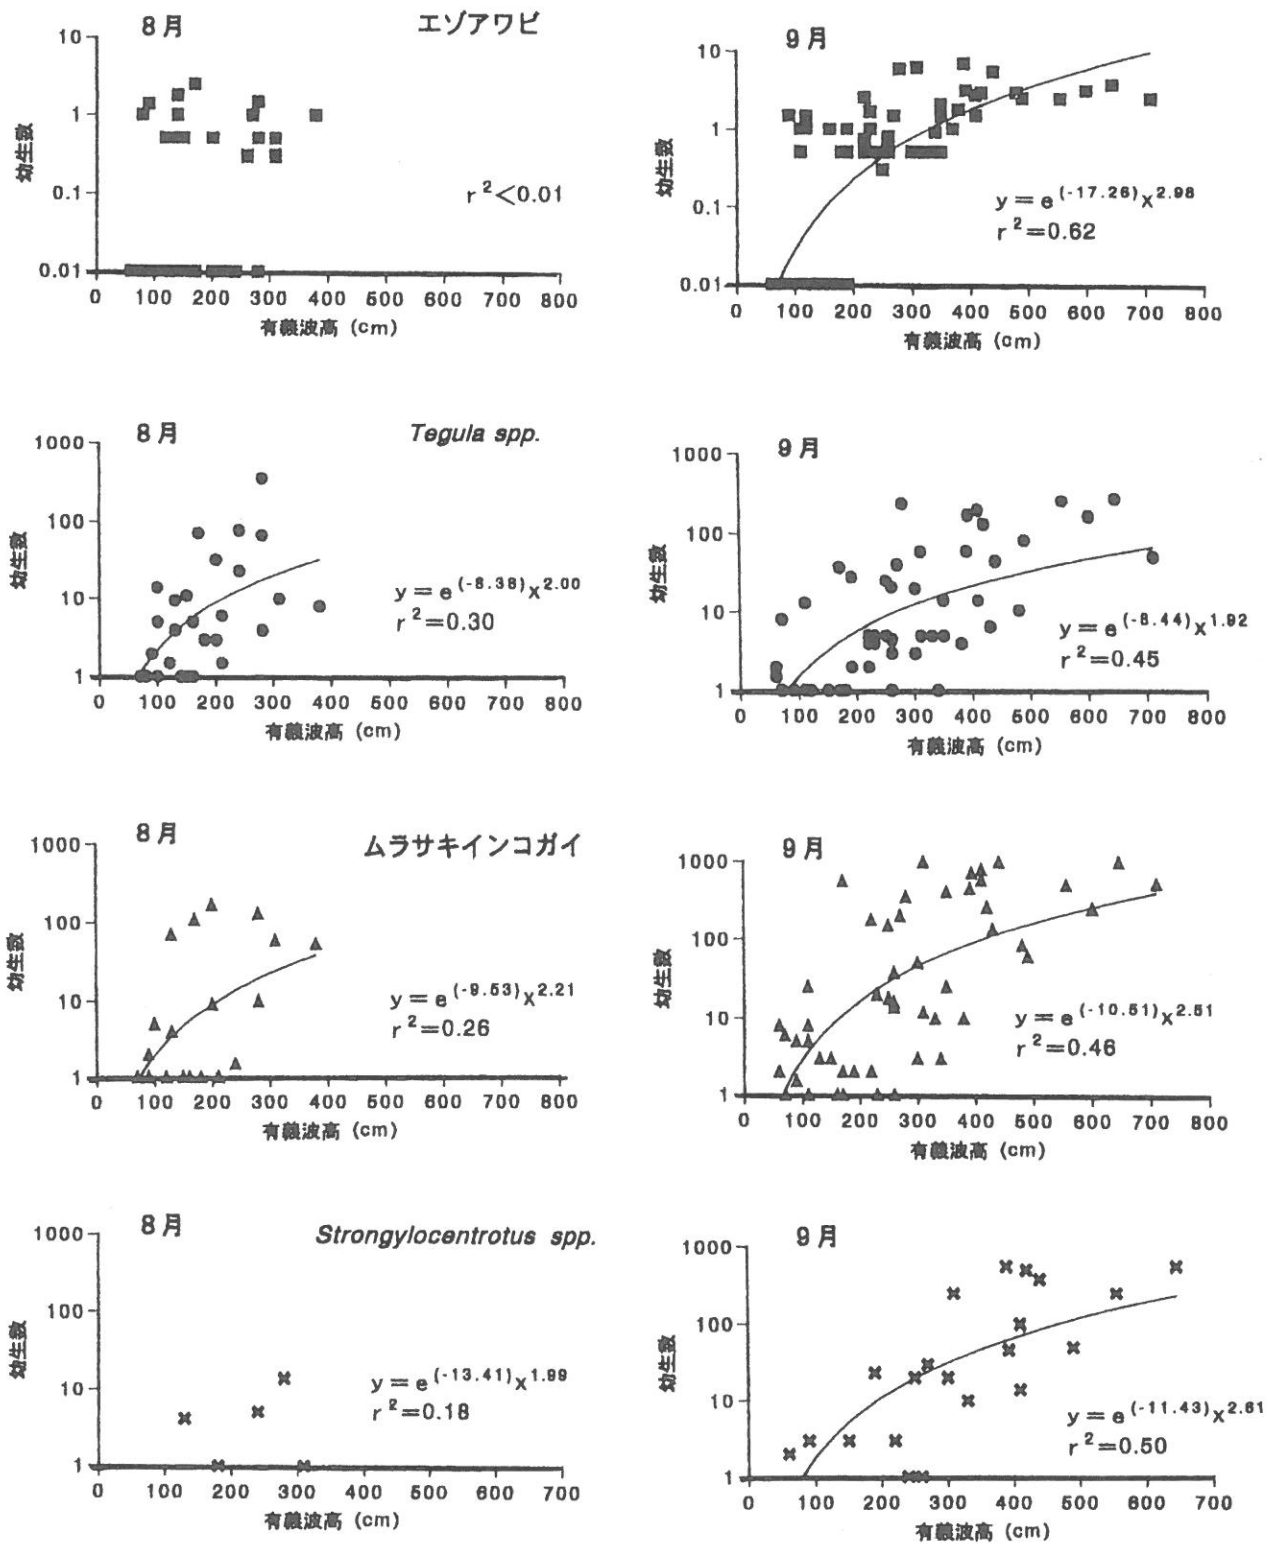 8月 エゾアワビ
10
1
0.1
0.01
幼生数
r²<0.01
0 100 200 300 400 500 600 700 800
有義波高 (cm)
9月
10
1
0.1
0.01
幼生数
y=e^(-17.26)x^2.98
r²=0.62
0 100 200 300 400 500 600 700 800
有義波高 (cm)
8月 Tegula spp.
1000
100
10
1
幼生数
y=e^(-8.38)x^2.00
r²=0.30
0 100 200 300 400 500 600 700 800
有義波高 (cm)
9月
1000
100
10
1
幼生数
y=e^(-8.44)x^1.92
r²=0.45
0 100 200 300 400 500 600 700 800
有義波高 (cm)
8月 ムラサキインコガイ
1000
100
10
1
幼生数
y=e^(-9.53)x^2.21
r²=0.26
0 100 200 300 400 500 600 700 800
有義波高 (cm)
9月
1000
100
10
1
幼生数
y=e^(-10.51)x^2.51
r²=0.46
0 100 200 300 400 500 600 700 800
有義波高 (cm)
8月 Strongylocentrotus spp.
1000
100
10
1
幼生数
y=e^(-13.41)x^1.99
r²=0.18
0 100 200 300 400 500 600 700
有義波高 (cm)
9月
1000
100
10
1
幼生数
y=e^(-11.43)x^2.61
r²=0.50
0 100 200 300 400 500 600 700
有義波高 (cm)